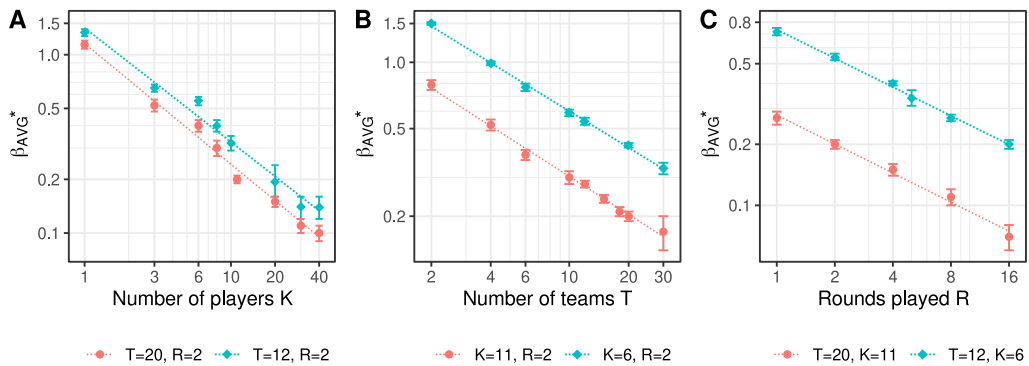 A
1.5
1.0
0.5
0.2
0.1
βAVG*
1 3 6 10 20 40
Number of players K
T=20, R=2 T=12, R=2
B
1.5
1.0
0.5
0.2
βAVG*
2 4 6 10 20 30
Number of teams T
K=11, R=2 K=6, R=2
C
0.8
0.5
0.2
0.1
βAVG*
1 2 4 8 16
Rounds played R
T=20, K=11 T=12, K=6